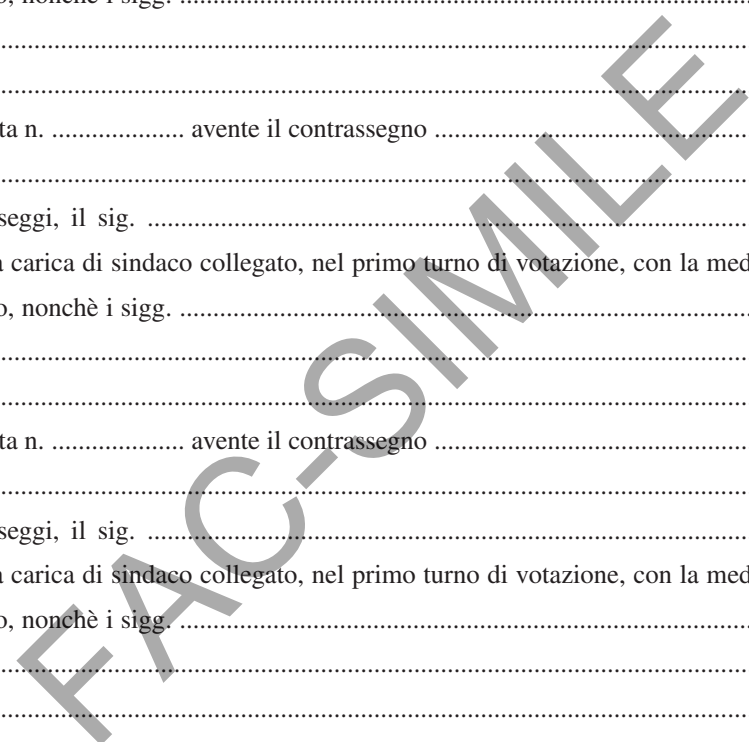 o, nonchè i sigg. ...............................................................................................
...............................................................................................................................
...............................................................................................................................
ta n. ................... avente il contrassegno ....................................................
...............................................................................................................................
seggi, il sig. .....................................................................................................
a carica di sindaco collegato, nel primo turno di votazione, con la med
o, nonchè i sigg. ...............................................................................................
...............................................................................................................................
...............................................................................................................................
ta n. ................... avente il contrassegno ....................................................
...............................................................................................................................
seggi, il sig. .....................................................................................................
a carica di sindaco collegato, nel primo turno di votazione, con la med
o, nonchè i sigg. ...............................................................................................
...............................................................................................................................
...............................................................................................................................
FAC-SIMILE